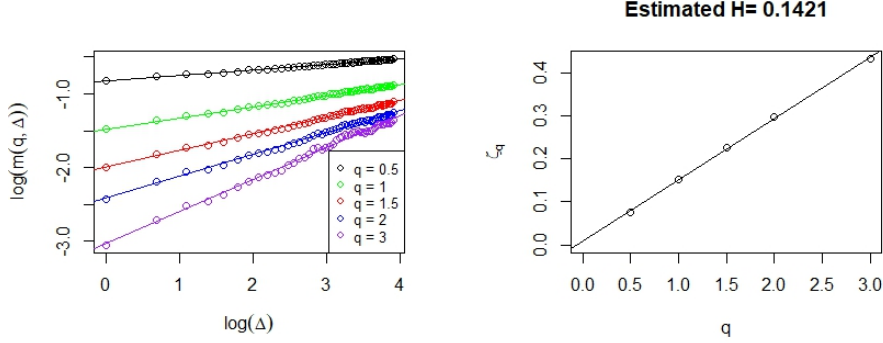 Estimated H= 0.1421
log(m(q, Δ))
-1.0
-2.0
-3.0
q = 0.5
q = 1
q = 1.5
q = 2
q = 3
0 1 2 3 4
log(Δ)
ζq
0.4
0.3
0.2
0.1
0.0
0.0 0.5 1.0 1.5 2.0 2.5 3.0
q